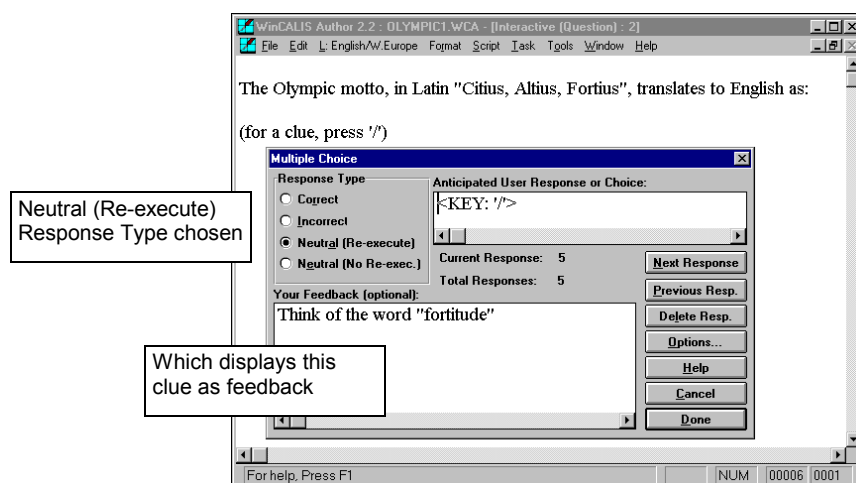 WinCALIS Author 2.2 : OLYMPIC1.WCA - [Interactive (Question) : 2]
File Edit L: English/W.Europe Format Script Task Tools Window Help
The Olympic motto, in Latin "Citius, Altius, Fortius", translates to English as:
(for a clue, press '/')
Multiple Choice
Response Type
Correct
Incorrect
Neutral (Re-execute)
Neutral (No Re-exec.)
Anticipated User Response or Choice:
<KEY: '/'>
Current Response: 5
Total Responses: 5
Your Feedback (optional):
Think of the word "fortitude"
Next Response
Previous Resp.
Delete Resp.
Options...
Help
Cancel
Done
Neutral (Re-execute)
Response Type chosen
Which displays this
clue as feedback
For help, Press F1 NUM 00006 0001